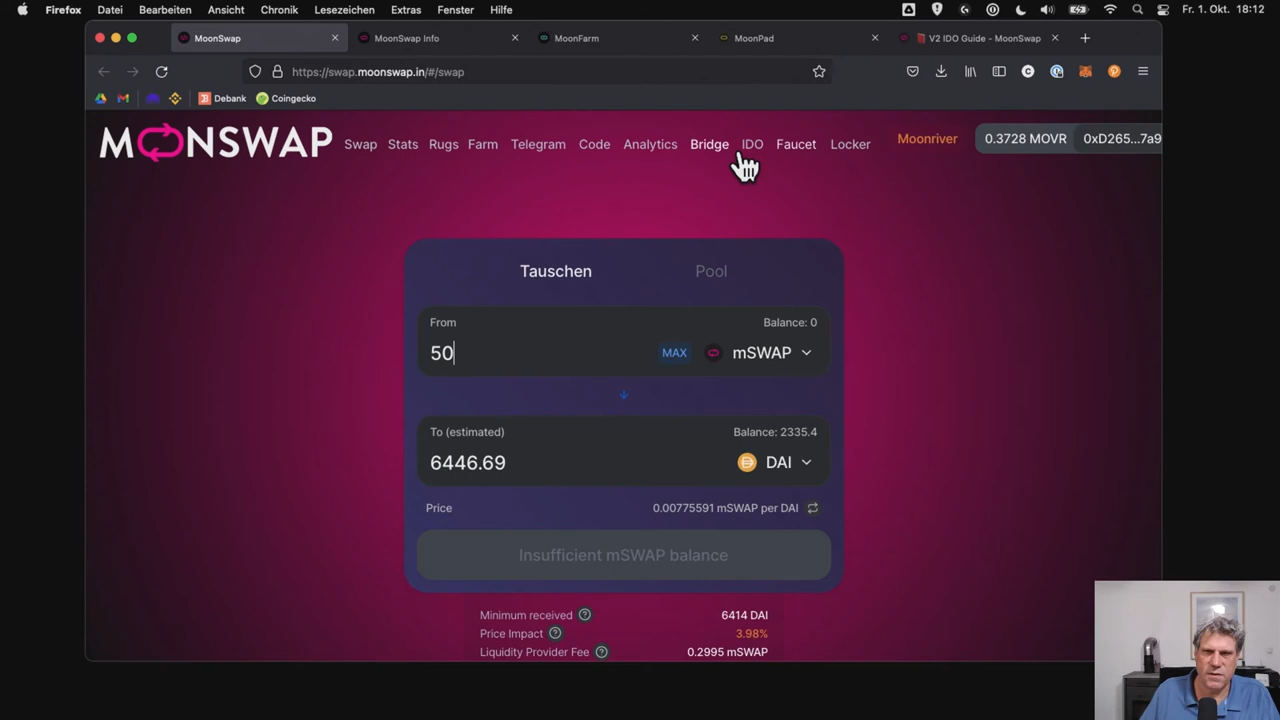 Firefox Datei Bearbeiten Ansicht Chronik Lesezeichen Extras Fenster Hilfe Fr. 1. Okt. 18:12
MoonSwap MoonSwap Info MoonFarm MoonPad V2 IDO Guide - MoonSwap
https://swap.moonswap.in/#/swap
Debank Coingecko
MOONSWAP Swap Stats Rugs Farm Telegram Code Analytics Bridge IDO Faucet Locker Moonriver 0.3728 MOVR 0xD265...7a9
Tauschen Pool
From Balance: 0
50 MAX mSWAP
To (estimated) Balance: 2335.4
6446.69 DAI
Price 0.00775591 mSWAP per DAI
Insufficient mSWAP balance
Minimum received 6414 DAI
Price Impact 3.98%
Liquidity Provider Fee 0.2995 mSWAP